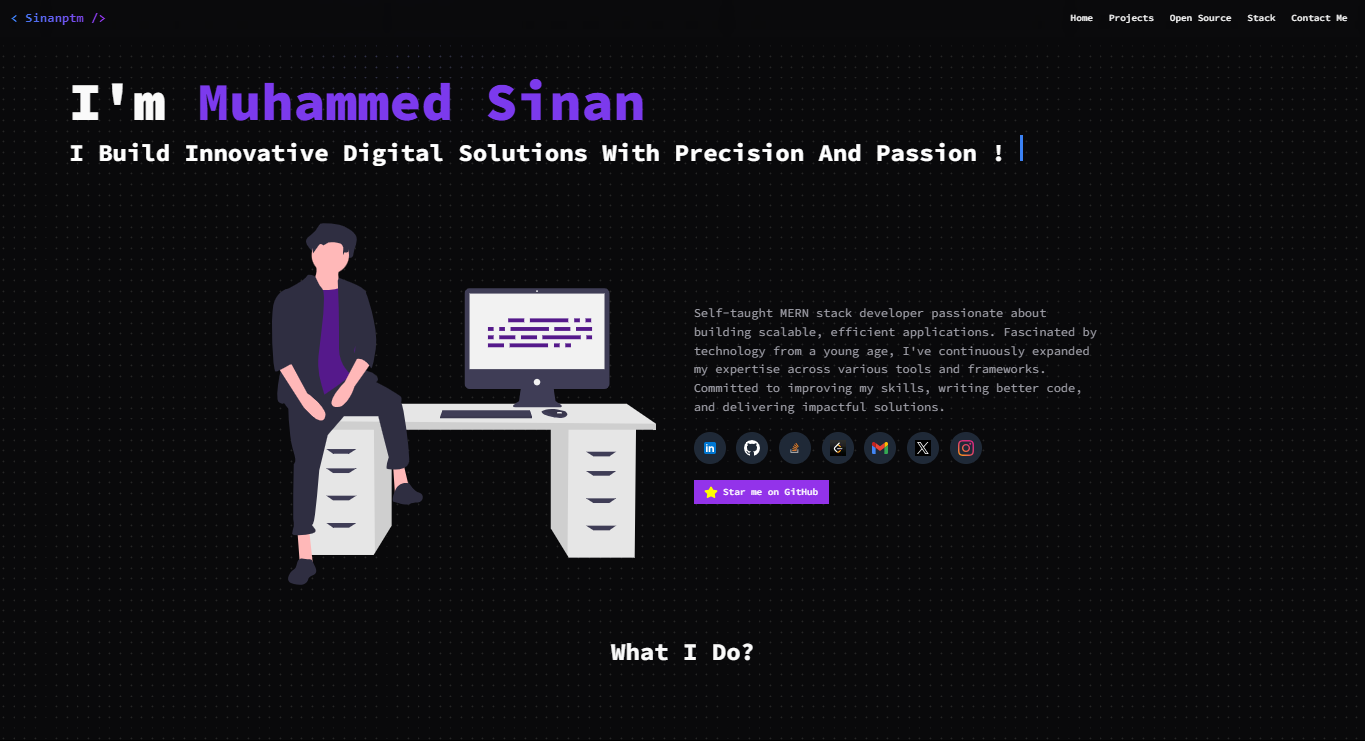 < Sinanptm />
Home Projects Open Source Stack Contact Me
I'm Muhammed Sinan
I Build Innovative Digital Solutions With Precision And Passion !
Self-taught MERN stack developer passionate about
building scalable, efficient applications. Fascinated by
technology from a young age, I've continuously expanded
my expertise across various tools and frameworks.
Committed to improving my skills, writing better code,
and delivering impactful solutions.
in
Star me on GitHub
What I Do?